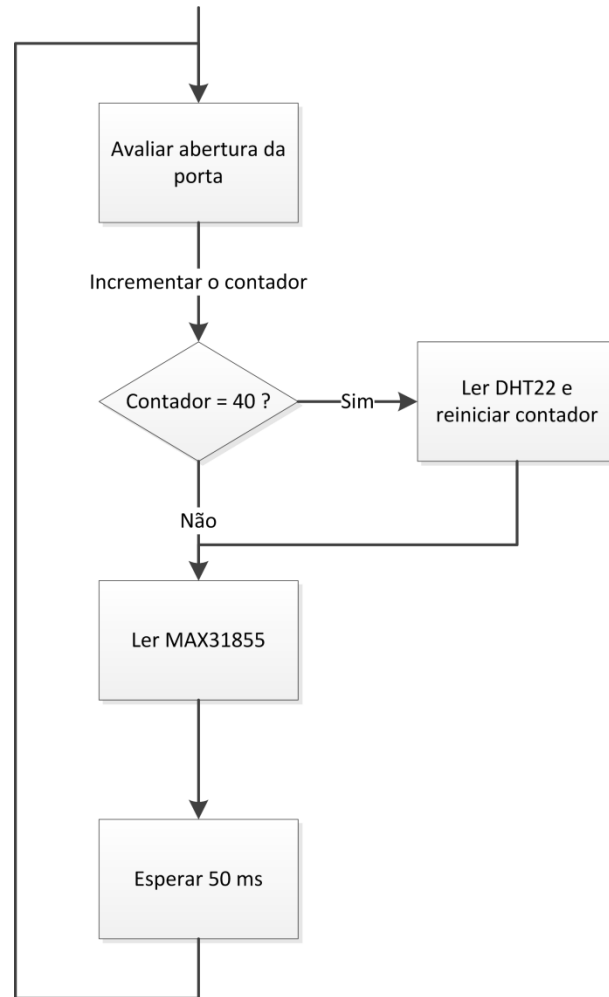 Avaliar abertura da
porta
Incrementar o contador
Contador = 40 ?
Sim
Ler DHT22 e
reiniciar contador
Não
Ler MAX31855
Esperar 50 ms